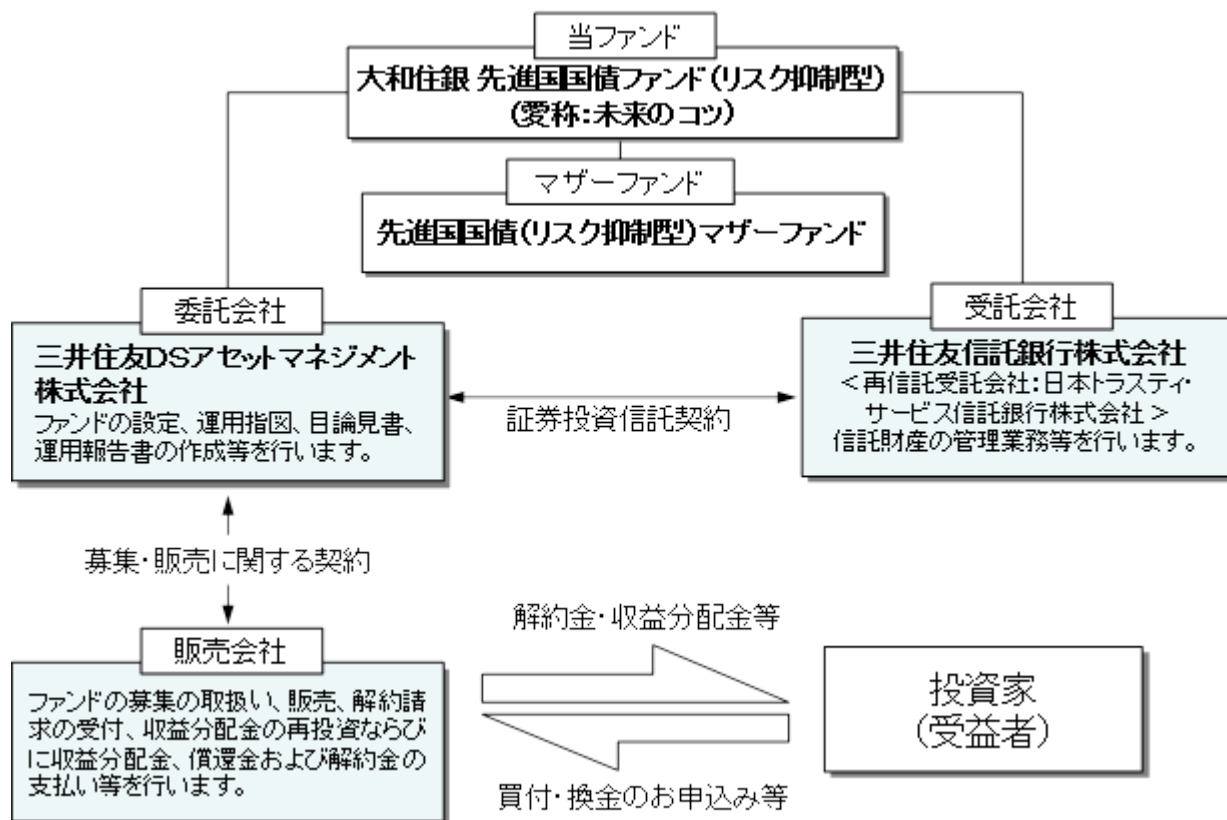 当ファンド
大和住銀 先進国国債ファンド(リスク抑制型)
(愛称:未来のコツ)
マザーファンド
先進国国債(リスク抑制型)マザーファンド
委託会社
三井住友DSアセットマネジメント
株式会社
ファンドの設定、運用指図、目論見書、
運用報告書の作成等を行います。
証券投資信託契約
受託会社
三井住友信託銀行株式会社
<再信託受託会社:日本トラスティ・
サービス信託銀行株式会社>
信託財産の管理業務等を行います。
募集・販売に関する契約
販売会社
ファンドの募集の取扱い、販売、解約請
求の受付、収益分配金の再投資ならび
に収益分配金、償還金および解約金の
支払い等を行います。
解約金・収益分配金等
買付・換金のお申込み等
投資家
(受益者)